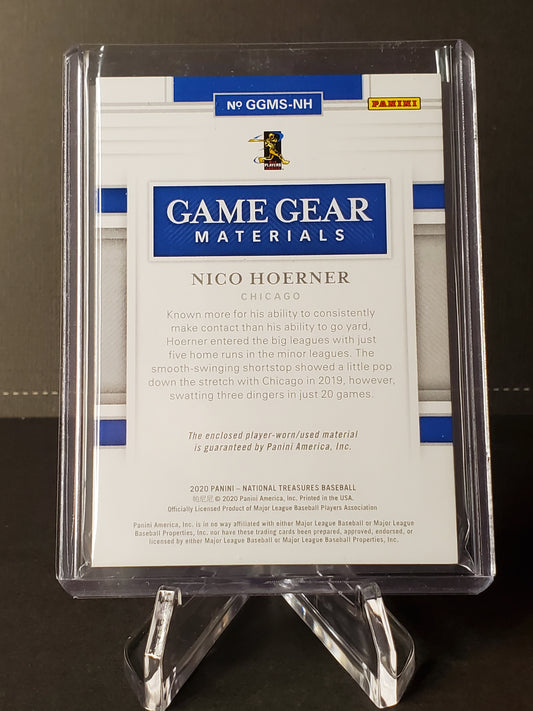 Nº GGMS-NH
PANINI
PLAYERS
GAME GEAR
MATERIALS
NICO HOERNER
CHICAGO
Known more for his ability to consistently
make contact than his ability to go yard,
Hoerner entered the big leagues with just
five home runs in the minor leagues. The
smooth-swinging shortstop showed a little pop
down the stretch with Chicago in 2019, however,
swatting three dingers in just 20 games.
The enclosed player-worn/used material
is guaranteed by Panini America, Inc.
2020 PANINI – NATIONAL TREASURES BASEBALL
帕尼尼 © 2020 Panini America, Inc. Printed in the USA.
Officially Licensed Product of Major League Baseball Players Association
Panini America, Inc. is in no way affiliated with either Major League Baseball or Major League
Baseball Properties, Inc. nor have these trading cards been prepared, approved, endorsed, or
licensed by either Major League Baseball or Major League Baseball Properties, Inc.